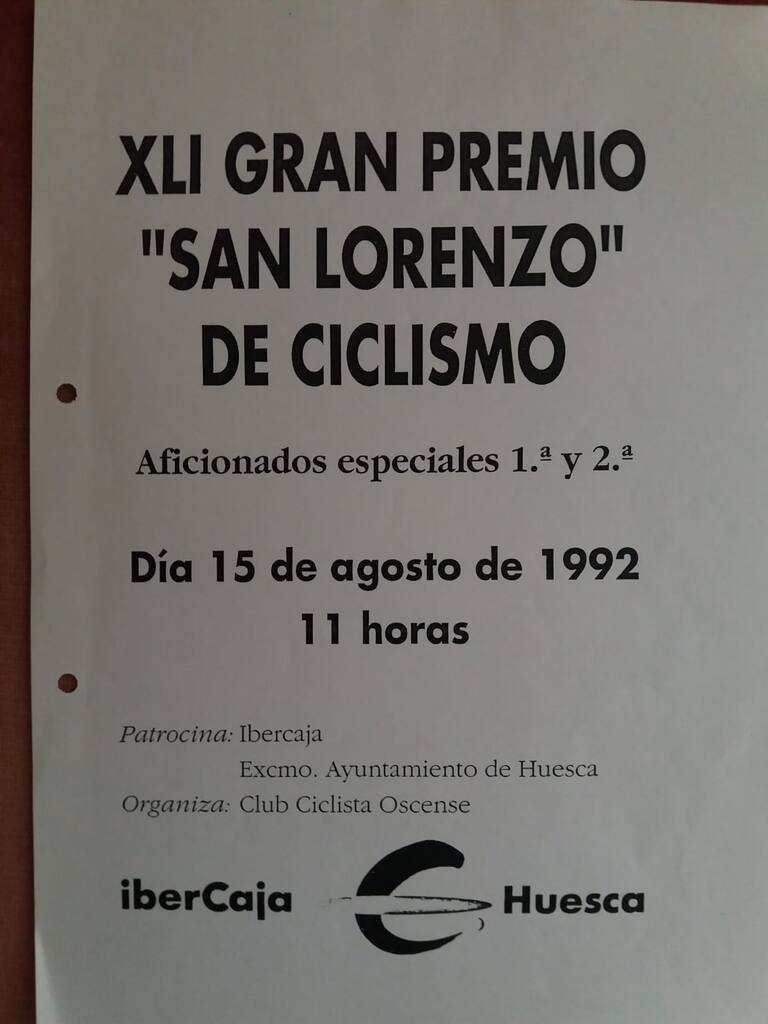 XLI GRAN PREMIO
"SAN LORENZO"
DE CICLISMO
Aficionados especiales 1.ª y 2.ª
Día 15 de agosto de 1992
11 horas
Patrocina: Ibercaja
Excmo. Ayuntamiento de Huesca
Organiza: Club Ciclista Oscense
iberCaja Huesca